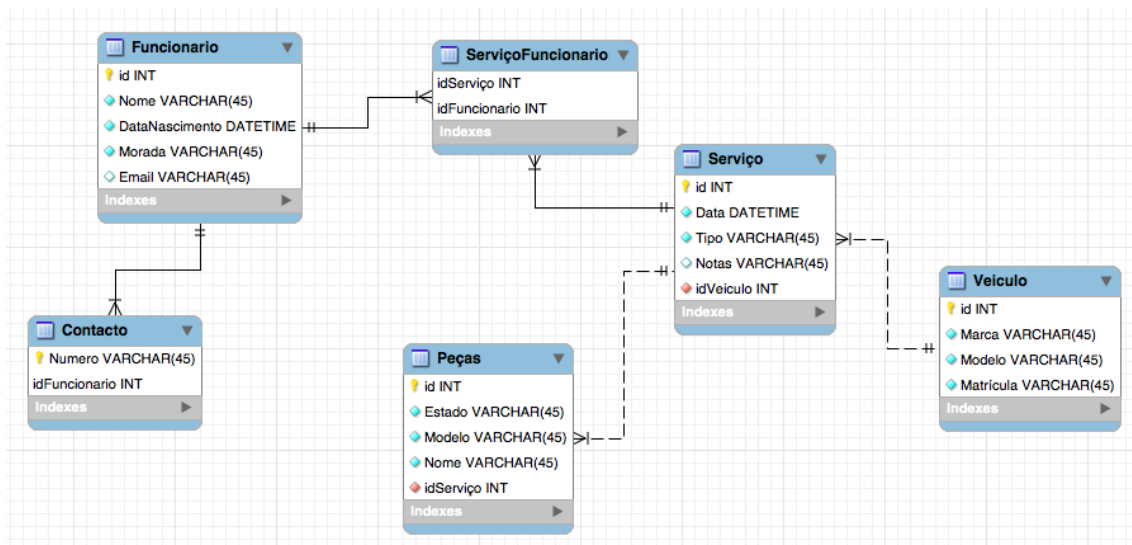 Funcionario
id INT
Nome VARCHAR(45)
DataNascimento DATETIME
Morada VARCHAR(45)
Email VARCHAR(45)
Indexes
ServiçoFuncionario
idServiço INT
idFuncionario INT
Indexes
Serviço
id INT
Data DATETIME
Tipo VARCHAR(45)
Notas VARCHAR(45)
idVeiculo INT
Indexes
Veiculo
id INT
Marca VARCHAR(45)
Modelo VARCHAR(45)
Matrícula VARCHAR(45)
Indexes
Contacto
Numero VARCHAR(45)
idFuncionario INT
Indexes
Peças
id INT
Estado VARCHAR(45)
Modelo VARCHAR(45)
Nome VARCHAR(45)
idServiço INT
Indexes